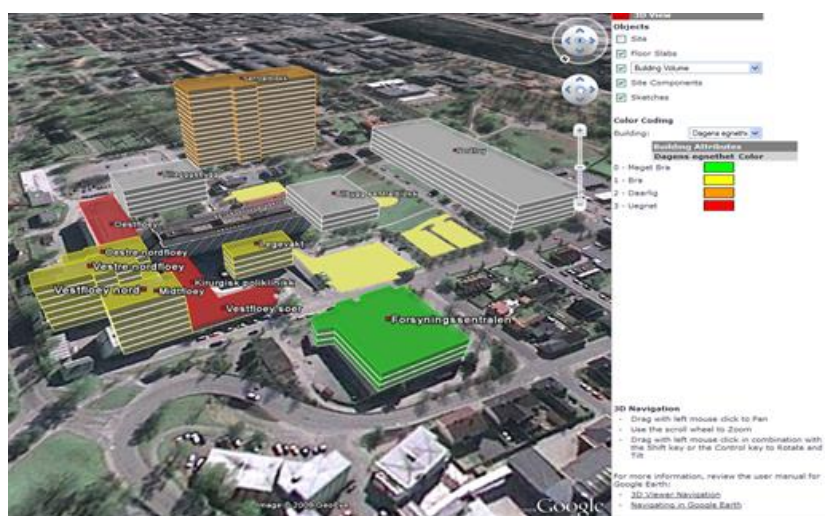 3D View
Objects
Site
Floor Slabs
Building Volume
Site Components
Sketches
Color Coding
Building:
Dagens egneth
Building Attributes
Dagens egnethet Color
0 - Meget Bra
1 - Bra
2 - Daarlig
3 - Uegnet
Nordfloy
Oestfloey
Legevakt
Oestre nordfloey
Vestre nordfloey
Kirurgisk poliklinikk
Vestfloey nord
Midtfloey
Vestfloey soer
Forsyningssentralen
Image © 2009 GeoEye
Google
3D Navigation
- Drag with left mouse click to Pan
- Use the scroll wheel to Zoom
- Drag with left mouse click in combination with
the Shift key or the Control key to Rotate and
Tilt
For more information, review the user manual for
Google Earth:
- 3D Viewer Navigation
- Navigating in Google Earth